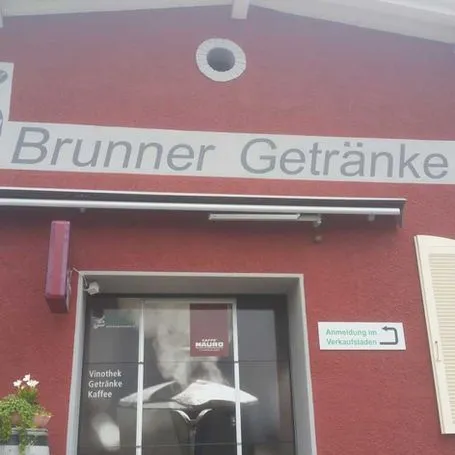 Brunner Getränke
CAFFÈ
MAURO
Anmeldung im
Verkaufsladen
Vinothek
Getränke
Kaffee